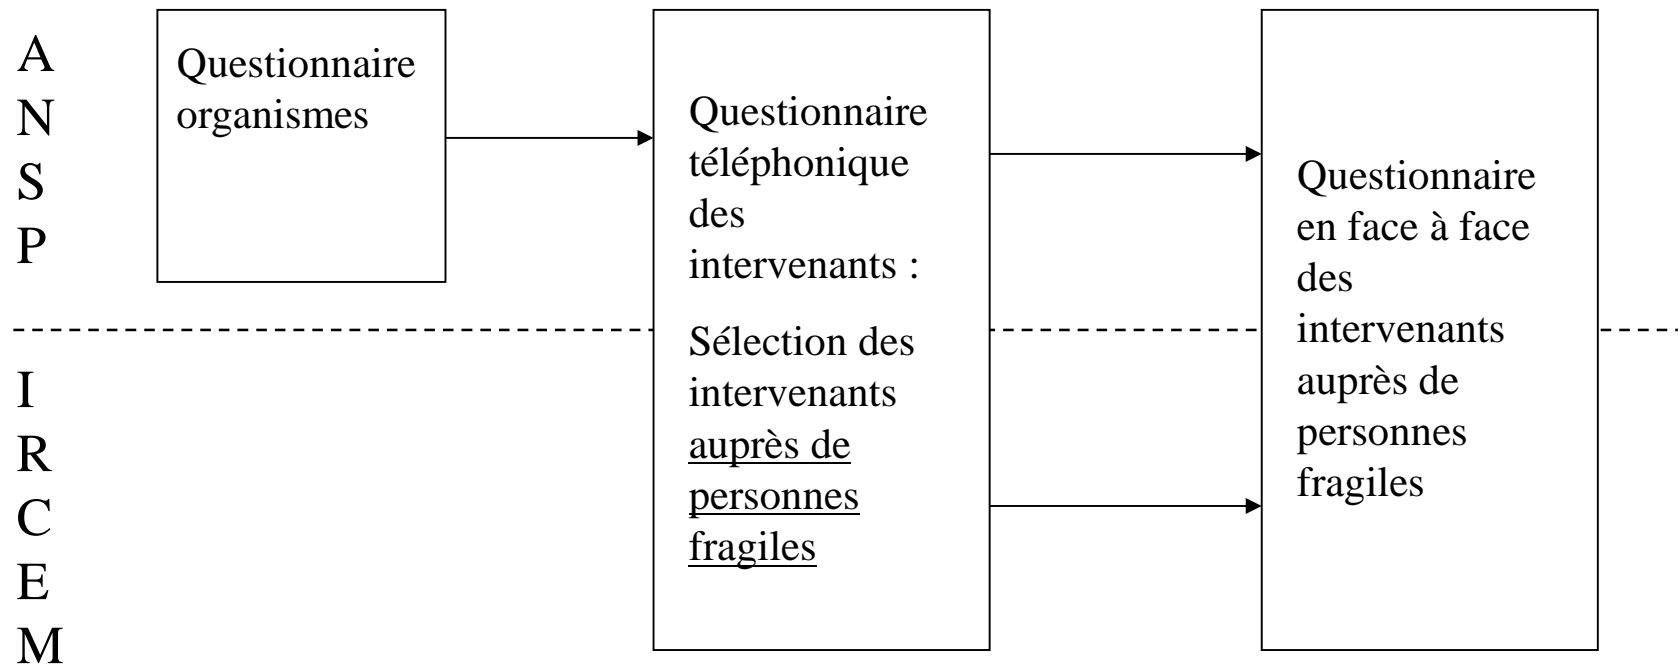 A
N
S
P
Questionnaire
organismes
Questionnaire
téléphonique
des
intervenants :
Sélection des
intervenants
auprès de
personnes
fragiles
Questionnaire
en face à face
des
intervenants
auprès de
personnes
fragiles
I
R
C
E
M